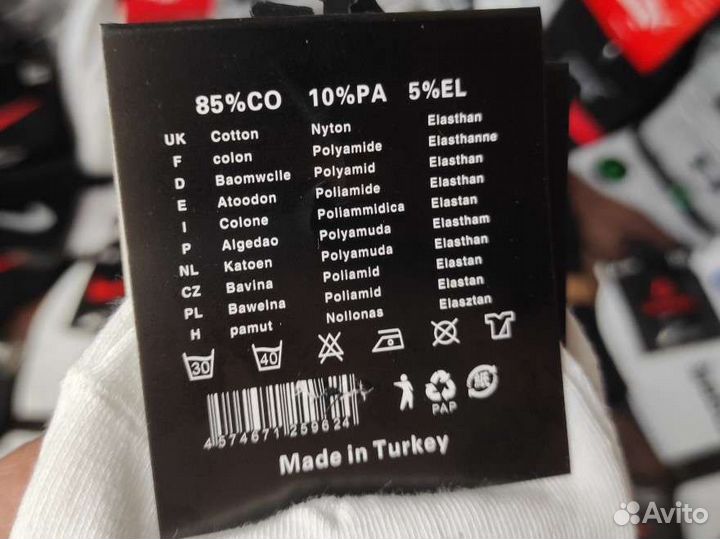 85%CO 10%PA 5%EL
UK Cotton Nyton Elasthan
F colon Polyamide Elasthanne
D Baomwclle Polyamid Elasthan
E Atoodon Poliamide Elasthan
I Colone Poliammidica Elastan
P Algedao Polyamuda Elastham
NL Katoen Polyamuda Elasthan
CZ Bavina Poliamid Elastan
PL Bawelna Poliamid Elastan
H pamut Nollonas Elasztan
30 40
PAP
4574671259624
Made in Turkey
Avito